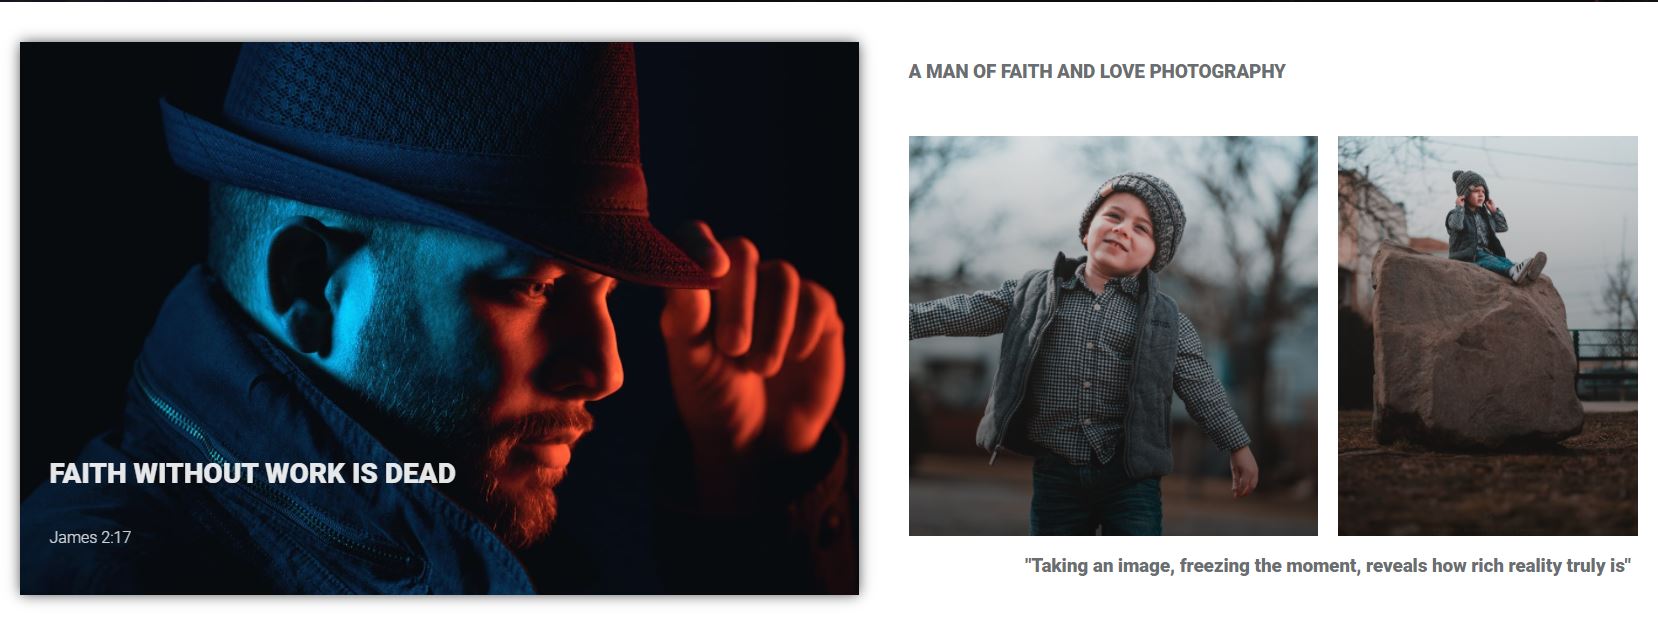 FAITH WITHOUT WORK IS DEAD
James 2:17
A MAN OF FAITH AND LOVE PHOTOGRAPHY
"Taking an image, freezing the moment, reveals how rich reality truly is"